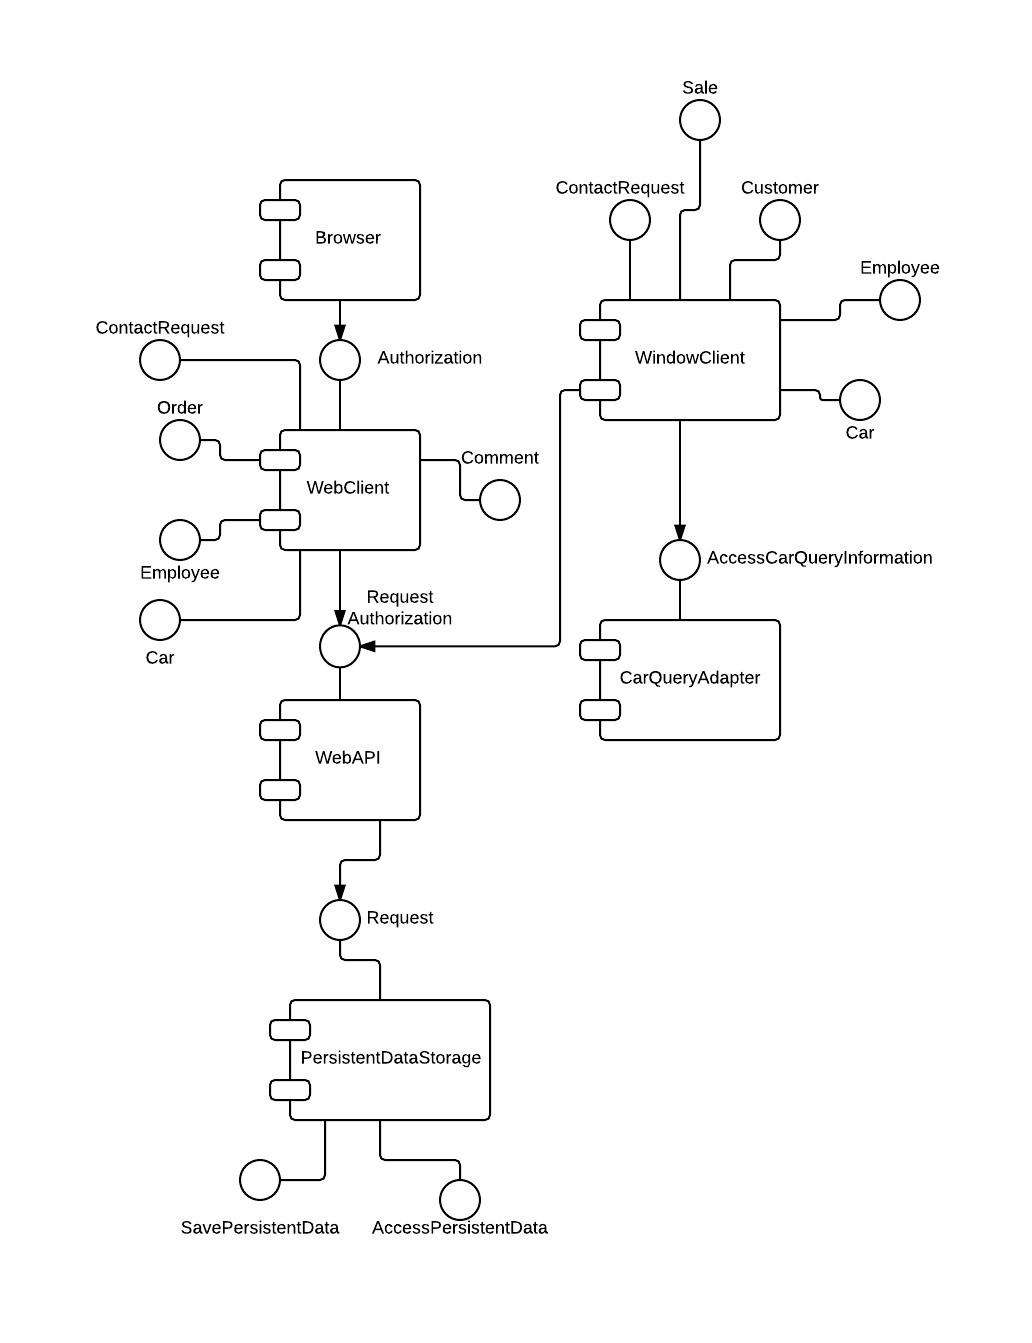 Sale
ContactRequest
Customer
Browser
Employee
ContactRequest
Authorization
WindowClient
Order
Car
Comment
WebClient
AccessCarQueryInformation
Employee
Request
Authorization
Car
CarQueryAdapter
WebAPI
Request
PersistentDataStorage
SavePersistentData
AccessPersistentData